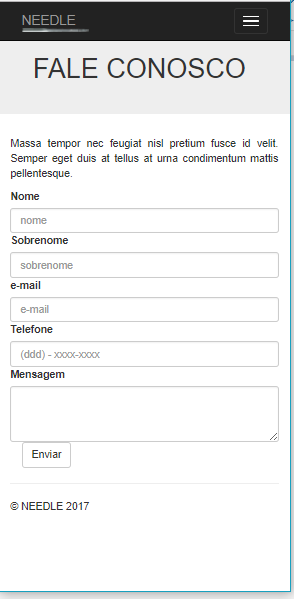 NEEDLE
FALE CONOSCO
Massa tempor nec feugiat nisl pretium fusce id velit.
Semper eget duis at tellus at urna condimentum mattis
pellentesque.
Nome
nome
Sobrenome
sobrenome
e-mail
e-mail
Telefone
(ddd) - xxxx-xxxx
Mensagem
Enviar
© NEEDLE 2017